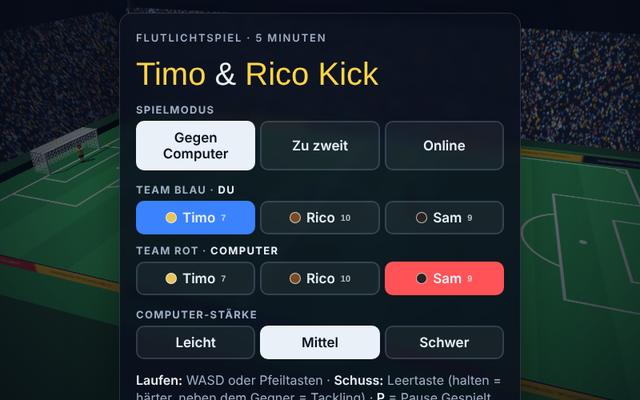 FLUTLICHTSPIEL · 5 MINUTEN
Timo & Rico Kick
SPIELMODUS
Gegen
Computer
Zu zweit
Online
TEAM BLAU · DU
Timo 7
Rico 10
Sam 9
TEAM ROT · COMPUTER
Timo 7
Rico 10
Sam 9
COMPUTER-STÄRKE
Leicht
Mittel
Schwer
Laufen: WASD oder Pfeiltasten · Schuss: Leertaste (halten =
härter, neben dem Gegner = Tackling) · P = Pause Gespielt